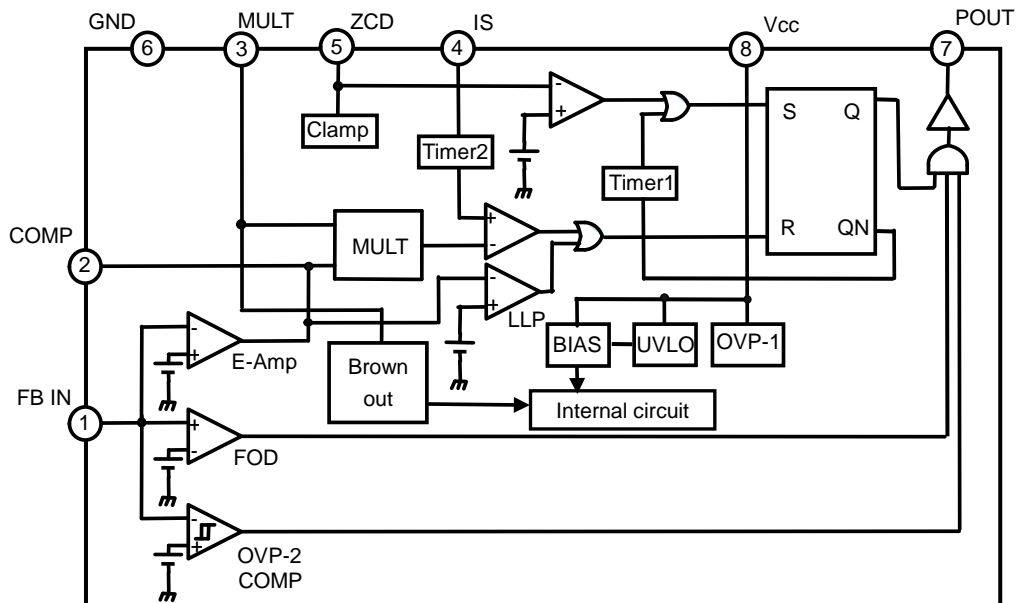 GND MULT ZCD IS Vcc POUT
6 3 5 4 8 7
- +
Clamp Timer2 S Q
Timer1
+ -
COMP MULT R QN
2
- +
LLP
- + E-Amp
BIAS UVLO OVP-1
Brown out
FB IN
1
Internal circuit
+ -
FOD
- +
OVP-2
COMP